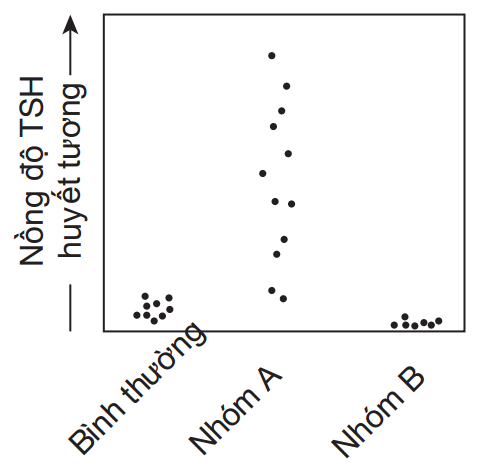 Nồng độ TSH
huyết tương
Bình thường
Nhóm A
Nhóm B